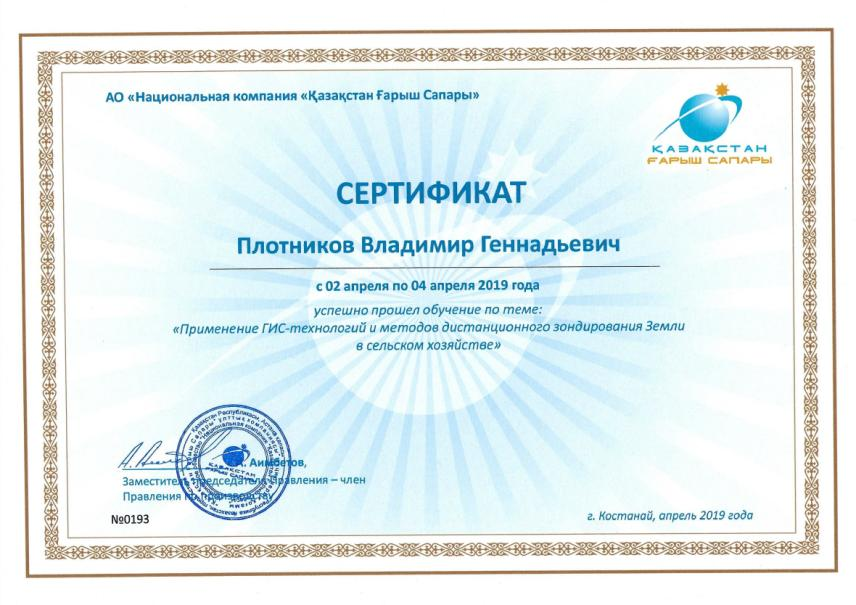 АО «Национальная компания «Қазақстан Ғарыш Сапары»
ҚАЗАҚСТАН
ҒАРЫШ САПАРЫ
СЕРТИФИКАТ
Плотников Владимир Геннадьевич
с 02 апреля по 04 апреля 2019 года
успешно прошел обучение по теме:
«Применение ГИС-технологий и методов дистанционного зондирования Земли
в сельском хозяйстве»
Аимбетов,
Заместитель председателя Правления – член
Правления по производству
№0193
г. Костанай, апрель 2019 года